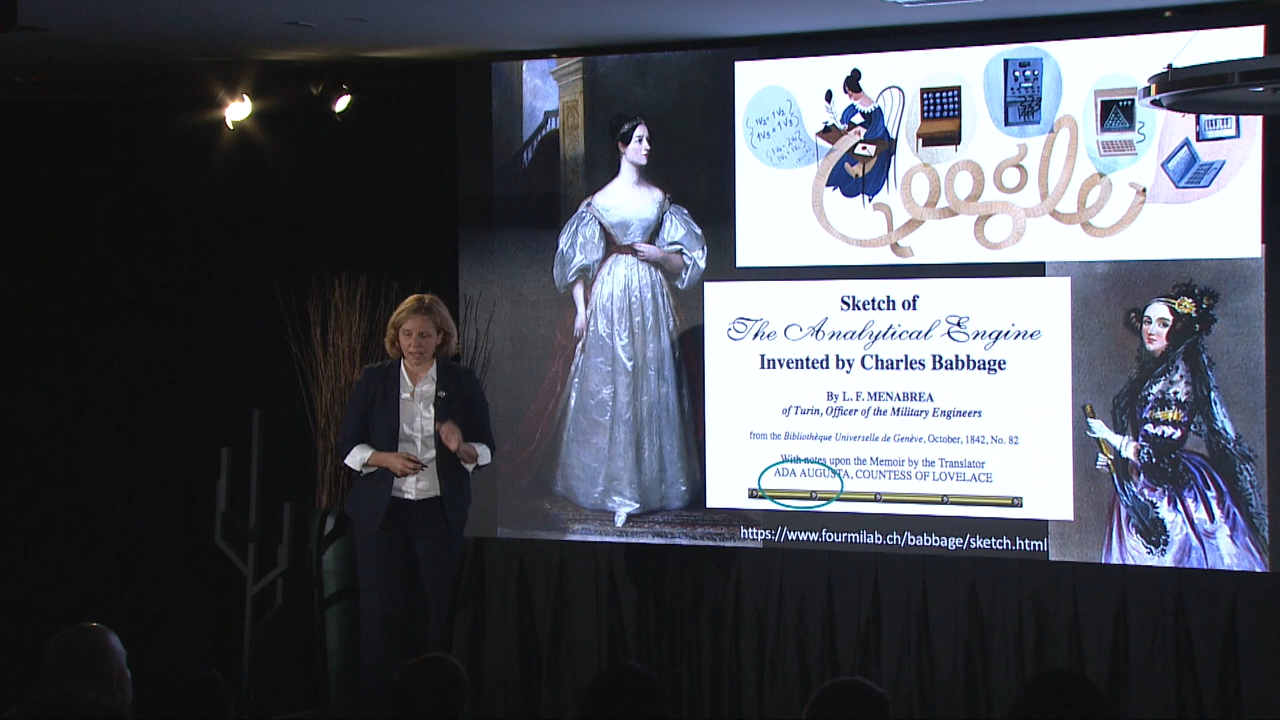 Google
Sketch of
The Analytical Engine
Invented by Charles Babbage
By L. F. MENABREA
of Turin, Officer of the Military Engineers
from the Bibliothèque Universelle de Genève, October, 1842, No. 82
With notes upon the Memoir by the Translator
ADA AUGUSTA, COUNTESS OF LOVELACE
https://www.fourmilab.ch/babbage/sketch.html